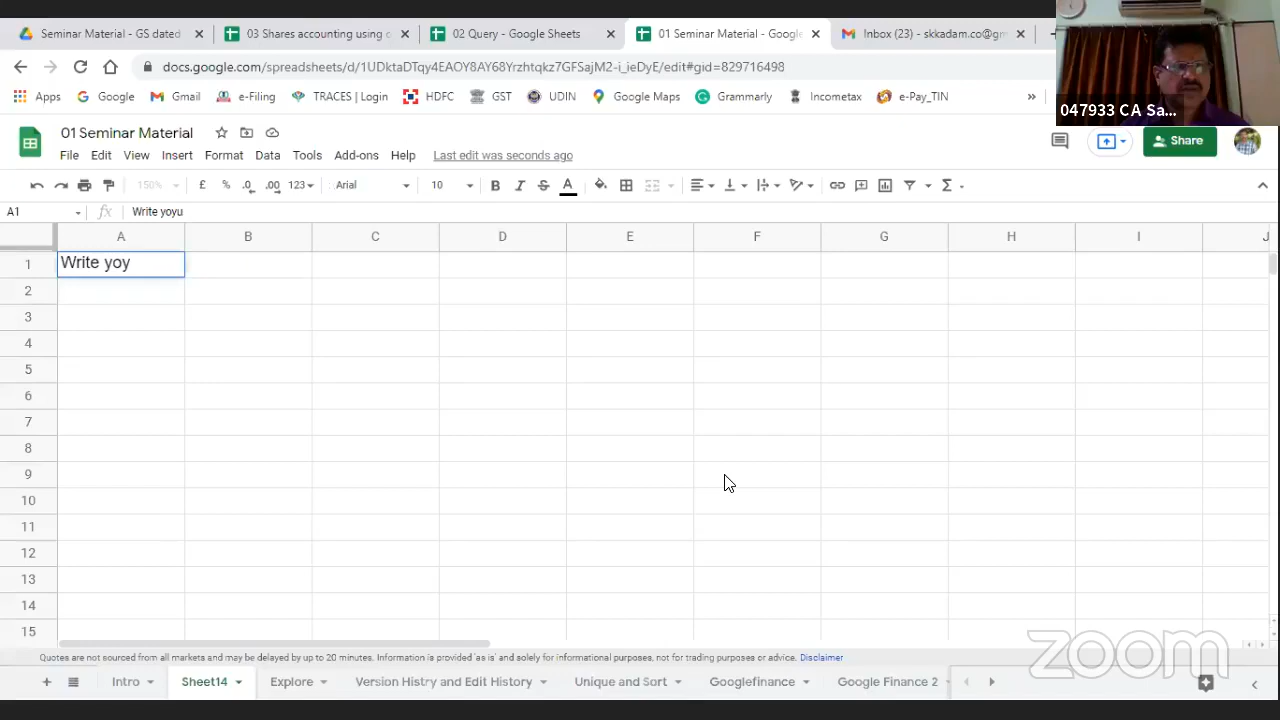 Seminar Material - GS dated
03 Shares accounting using o
02 Query - Google Sheets
01 Seminar Material - Google
Inbox (23) - skkadam.co@gm
docs.google.com/spreadsheets/d/1UDktaDTqy4EAOY8AYe8Yrzhtqkz7GFSajM2-i_ieDyE/edit#gid=829716498
Apps
Google
Gmail
e-Filing
TRACES | Login
HDFC
GST
UDIN
Google Maps
Grammarly
Incometax
e-Pay_TIN
»
047933 CA Sa...
01 Seminar Material
File Edit View Insert Format Data Tools Add-ons Help Last edit was seconds ago
Share
150% £ % .0 .00 123 Arial 10 B I S A
A1 fx Write yoyu
A B C D E F G H I J
1 Write yoy
2
3
4
5
6
7
8
9
10
11
12
13
14
15
zoom
Quotes are not sourced from all markets and may be delayed by up to 20 minutes. Information is provided 'as is' and solely for informational purposes, not for trading purposes or advice. Disclaimer
Intro Sheet14 Explore Version Histry and Edit History Unique and Sort Googlefinance Google Finance 2